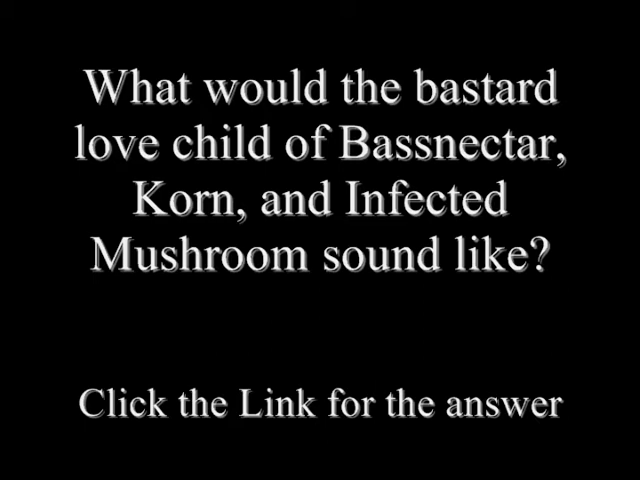 What would the bastard
love child of Bassnectar,
Korn, and Infected
Mushroom sound like?
Click the Link for the answer